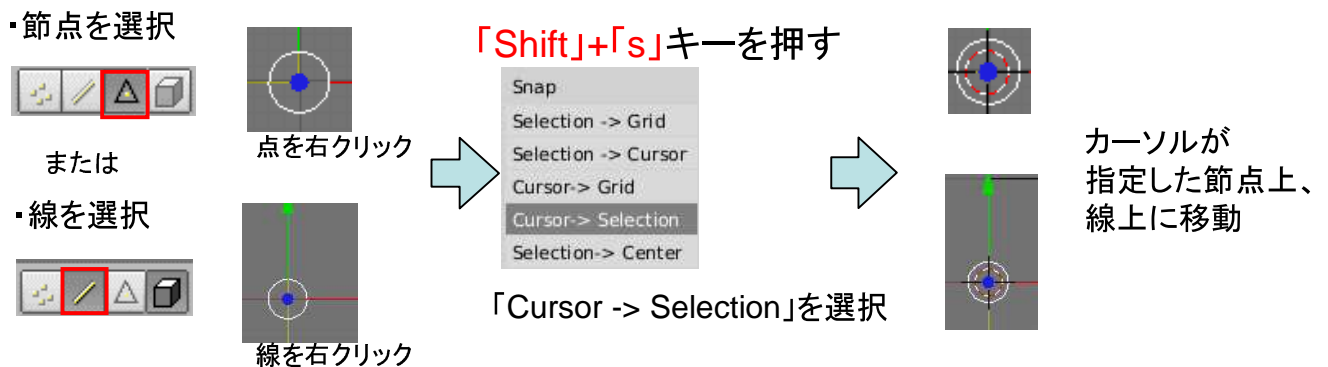 ・節点を選択
または
・線を選択
点を右クリック
線を右クリック
「Shift」+「s」キーを押す
Snap
Selection -> Grid
Selection -> Cursor
Cursor-> Grid
Cursor-> Selection
Selection-> Center
「Cursor -> Selection」を選択
カーソルが
指定した節点上、
線上に移動